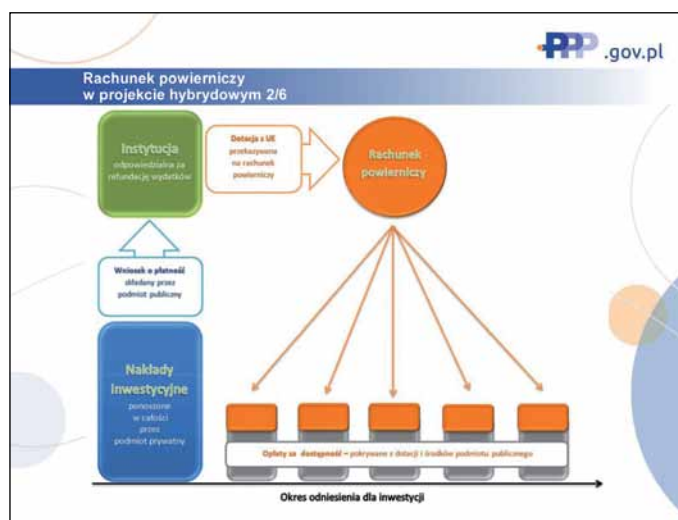 PPP.gov.pl
Rachunek powierniczy
w projekcie hybrydowym 2/6
Instytucja
odpowiedzialna za
refundację wydatków
Dotacja z UE
przekazywana
na rachunek
powierniczy
Rachunek
powierniczy
Wniosek o płatność
składany przez
podmiot publiczny
Nakłady
inwestycyjne
ponoszone
w całości
przez
podmiot prywatny
Opłaty za dostępność – pokrywane z dotacji i środków podmiotu publicznego
Okres odniesienia dla inwestycji